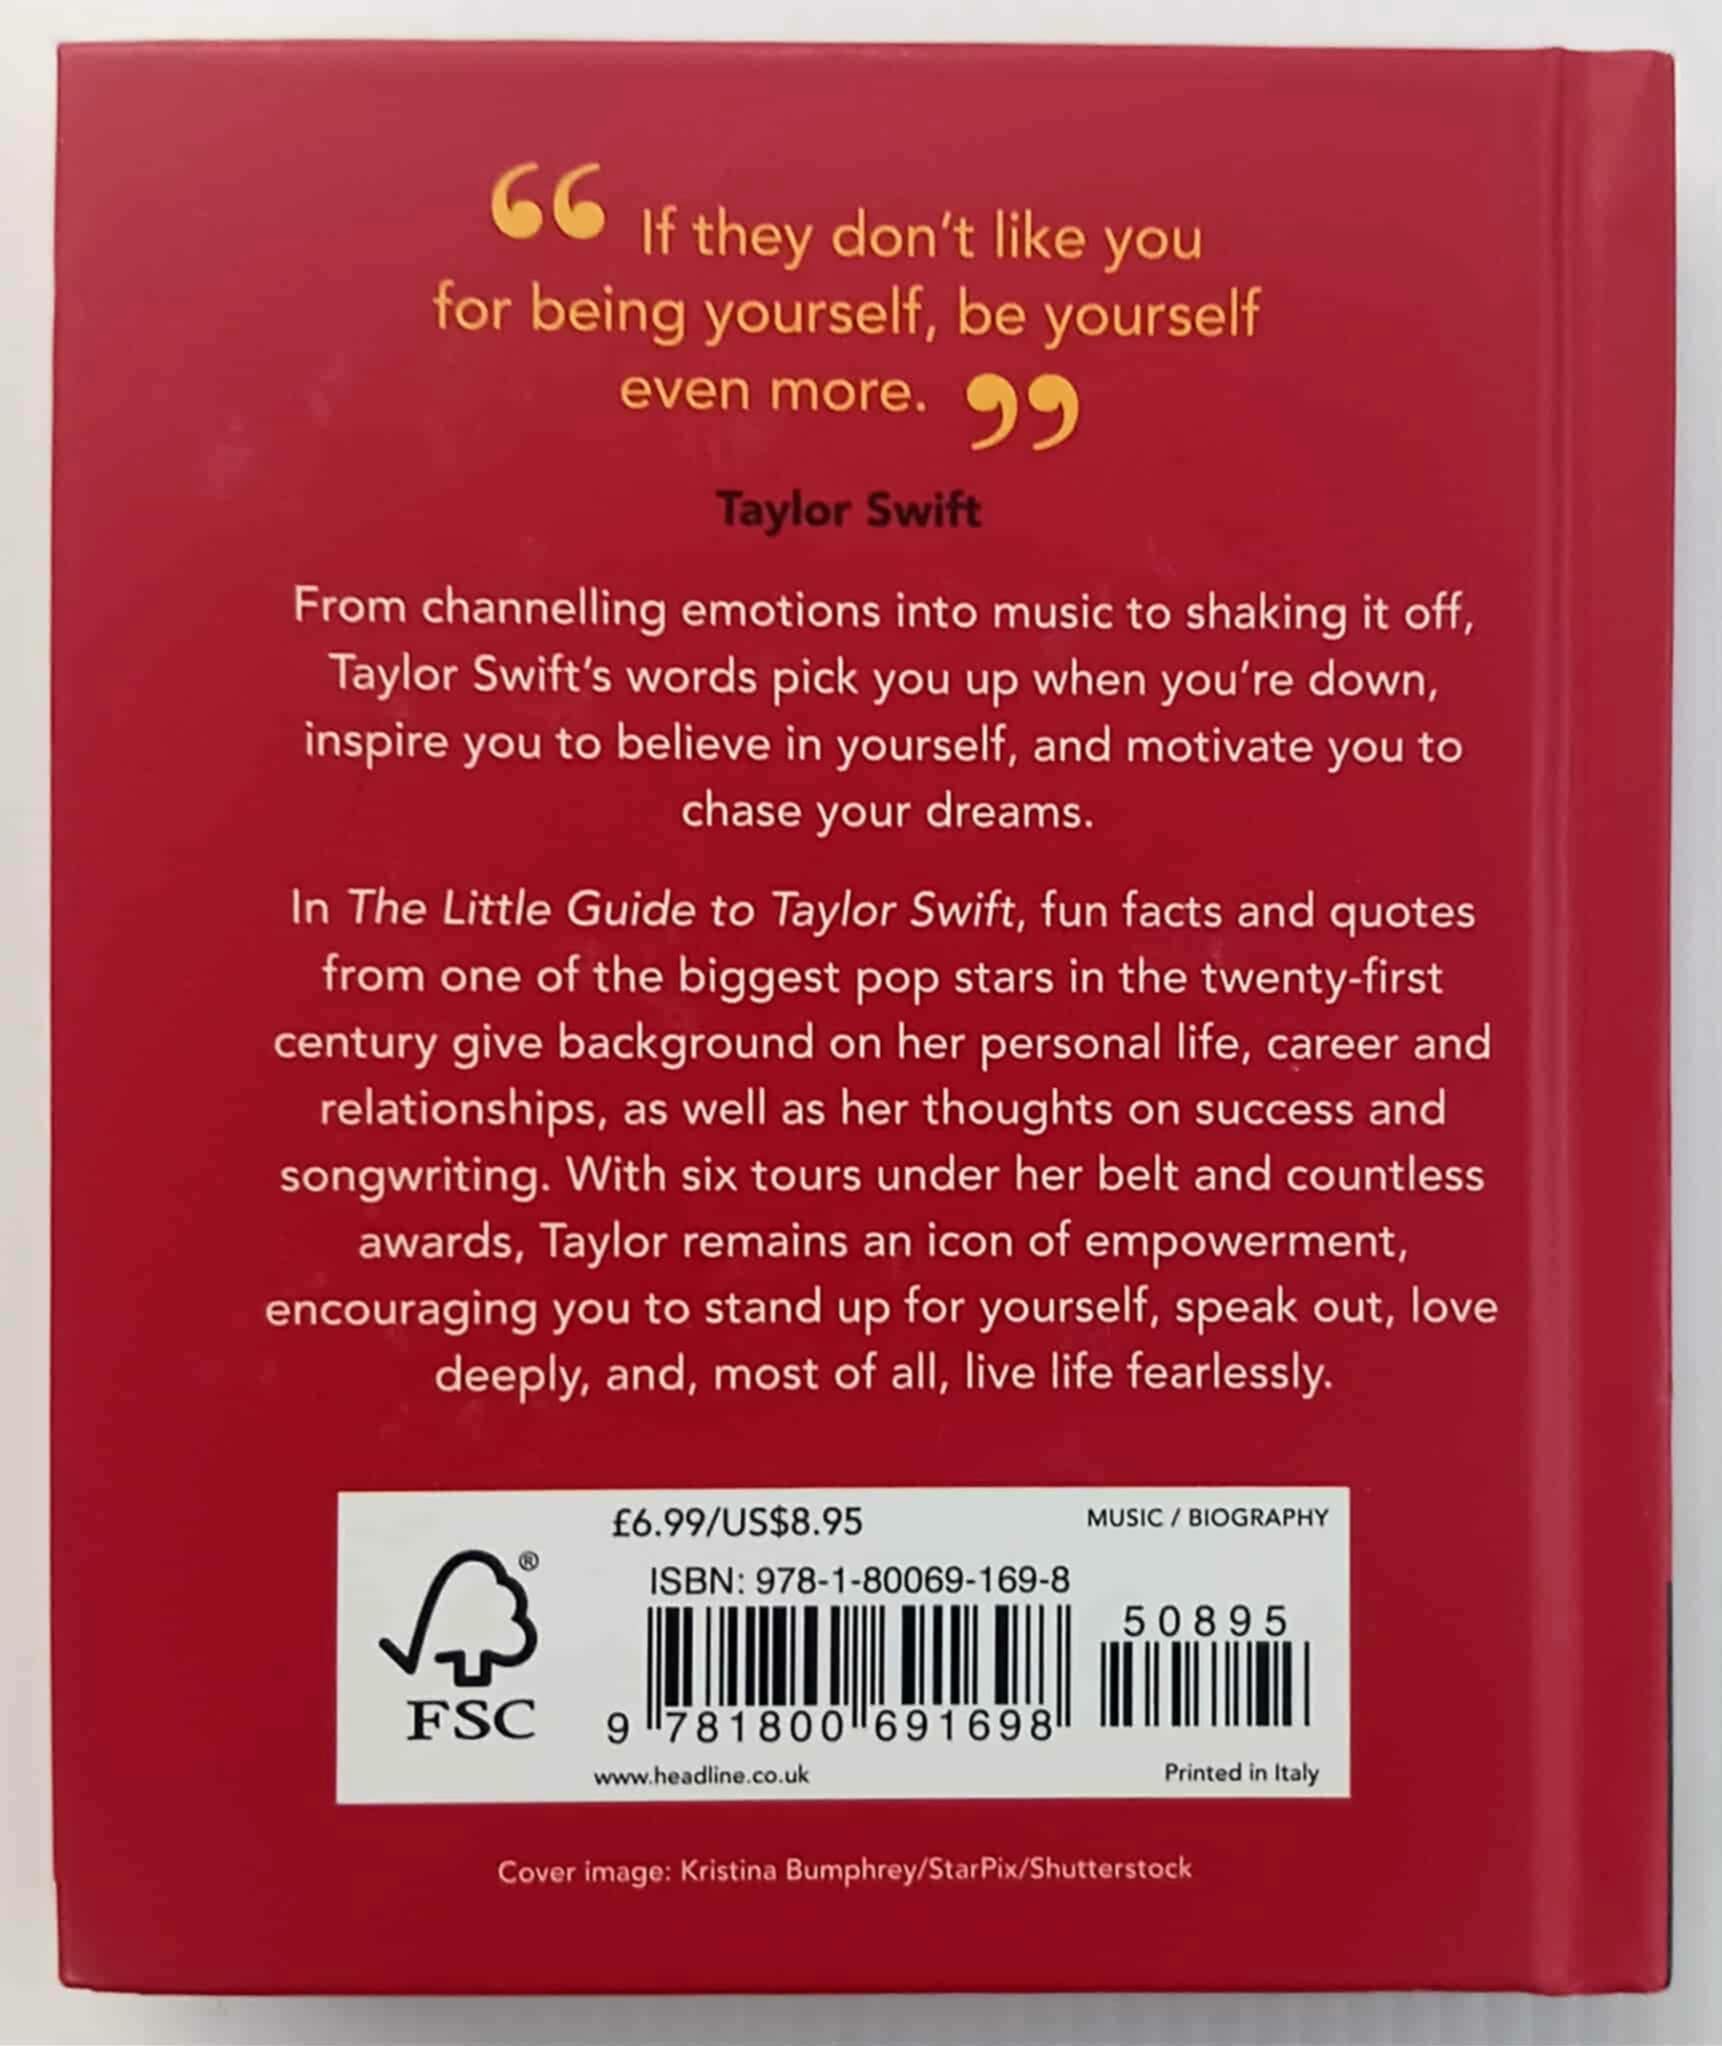 “ If they don’t like you
for being yourself, be yourself
even more. ”
Taylor Swift
From channelling emotions into music to shaking it off,
Taylor Swift’s words pick you up when you’re down,
inspire you to believe in yourself, and motivate you to
chase your dreams.
In The Little Guide to Taylor Swift, fun facts and quotes
from one of the biggest pop stars in the twenty-first
century give background on her personal life, career and
relationships, as well as her thoughts on success and
songwriting. With six tours under her belt and countless
awards, Taylor remains an icon of empowerment,
encouraging you to stand up for yourself, speak out, love
deeply, and, most of all, live life fearlessly.
£6.99/US$8.95
MUSIC / BIOGRAPHY
ISBN: 978-1-80069-169-8
50895
®
FSC
9 781800 691698
www.headline.co.uk
Printed in Italy
Cover image: Kristina Bumphrey/StarPix/Shutterstock